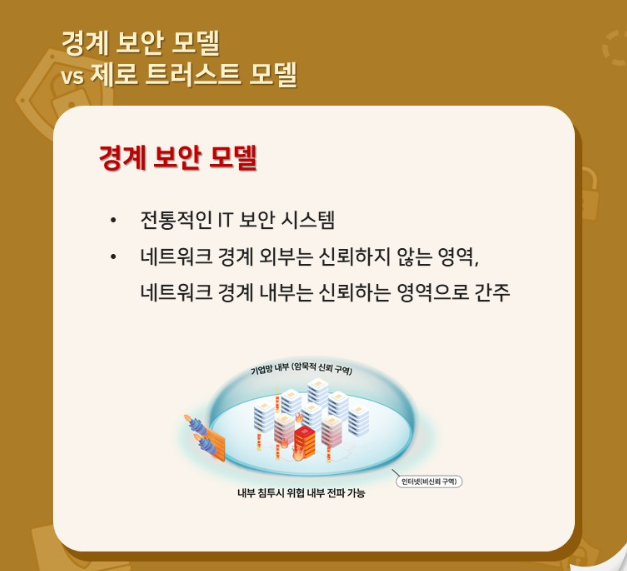 경계 보안 모델
vs 제로 트러스트 모델
경계 보안 모델
• 전통적인 IT 보안 시스템
• 네트워크 경계 외부는 신뢰하지 않는 영역,
네트워크 경계 내부는 신뢰하는 영역으로 간주
기업망 내부 (암묵적 신뢰 구역)
인터넷(비신뢰 구역)
내부 침투시 위협 내부 전파 가능